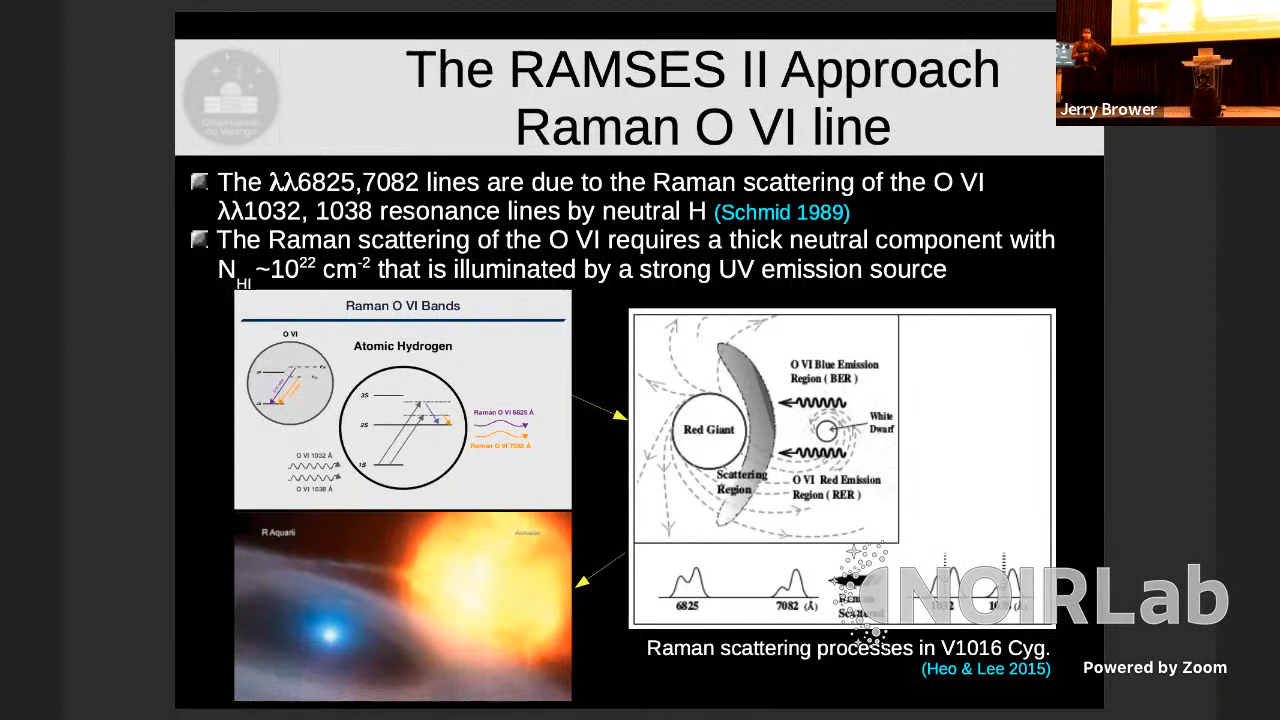 The RAMSES II Approach
Raman O VI line
Jerry Brower
Observatório
do Valongo
The λλ6825,7082 lines are due to the Raman scattering of the O VI
λλ1032, 1038 resonance lines by neutral H (Schmid 1989)
The Raman scattering of the O VI requires a thick neutral component with
N_HI ~10²² cm⁻² that is illuminated by a strong UV emission source
Raman O VI Bands
O VI
Atomic Hydrogen
3S
2S
1S
Raman O VI 6825 Å
Raman O VI 7082 Å
O VI 1032 Å
O VI 1038 Å
R Aquarii
O VI Blue Emission
Region ( BER )
White
Dwarf
Red Giant
Scattering
Region
O VI Red Emission
Region ( RER )
6825
7082 (Å)
1032
NOIRLab
Raman scattering processes in V1016 Cyg.
(Heo & Lee 2015)
Powered by Zoom